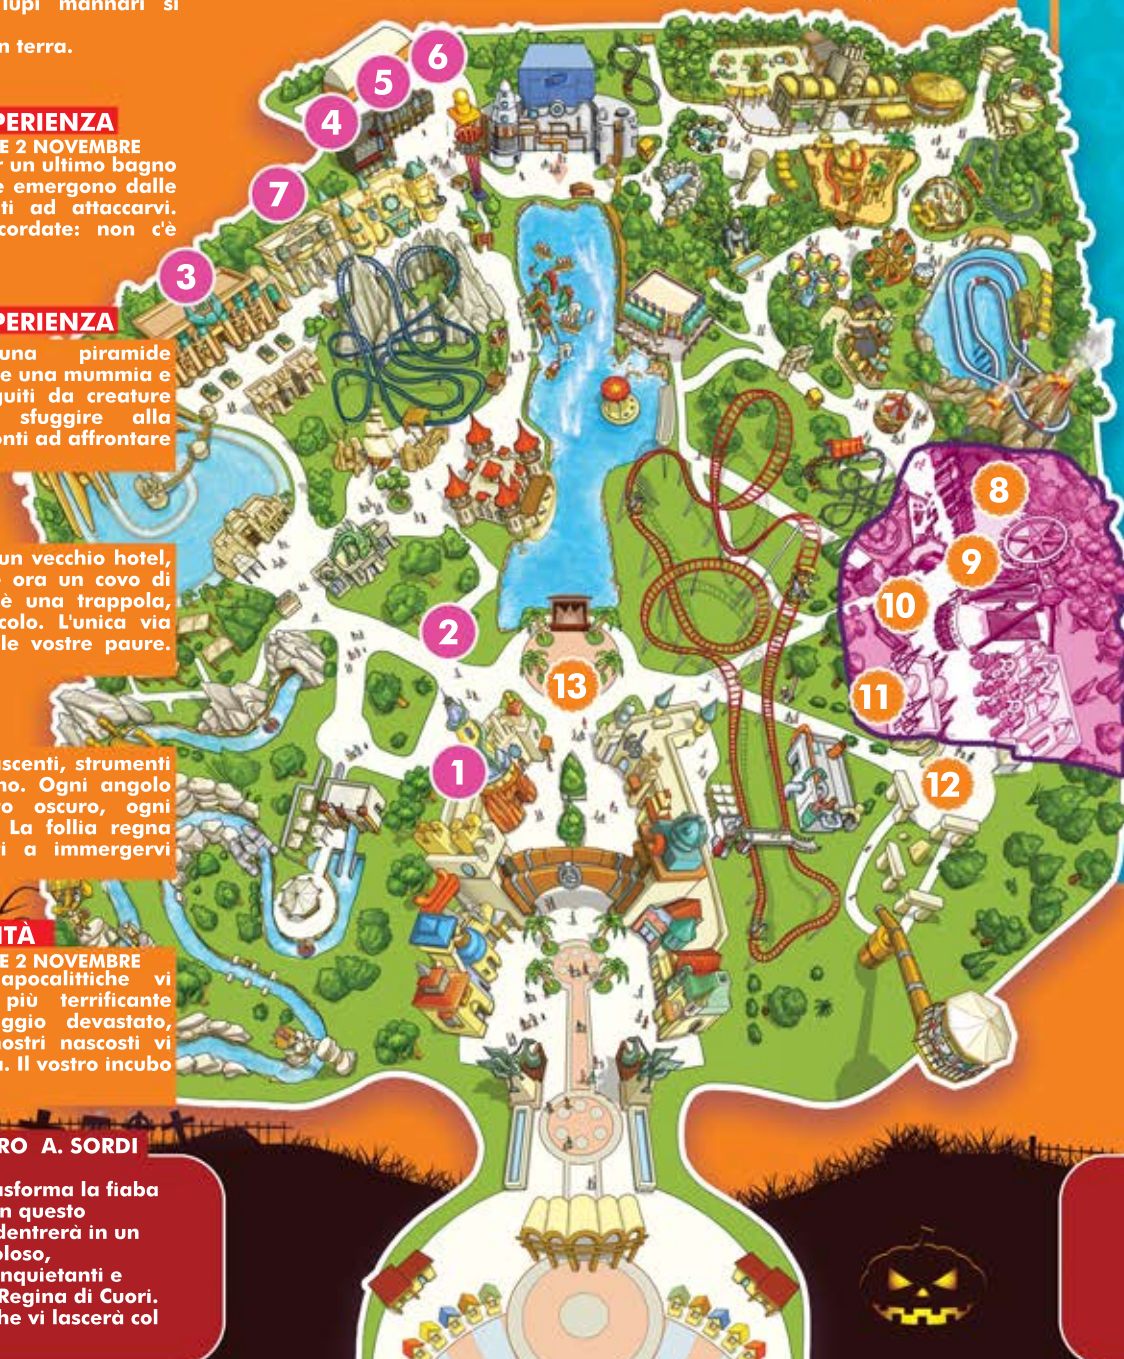 lupi mannari si
n terra.
PERIENZA
E 2 NOVEMBRE
r un ultimo bagno
e emergono dalle
ti ad attaccarvi.
cordate: non c'è
PERIENZA
una piramide
e una mummia e
guiti da creature
sfuggire alla
onti ad affrontare
un vecchio hotel,
ora un covo di
è una trappola,
colo. L'unica via
le vostre paure.
ascenti, strumenti
no. Ogni angolo
to oscuro, ogni
La follia regna
i a immergervi
ITÀ
E 2 NOVEMBRE
apocalittiche vi
più terrificante
ggio devastato,
nostri nascosti vi
a. Il vostro incubo
RO A. SORDI
asforma la fiaba
n questo
dentrerà in un
oloso,
nquietanti e
Regina di Cuori.
he vi lascerà col
6
5
4
7
3
8
9
10
2
11
13
1
12